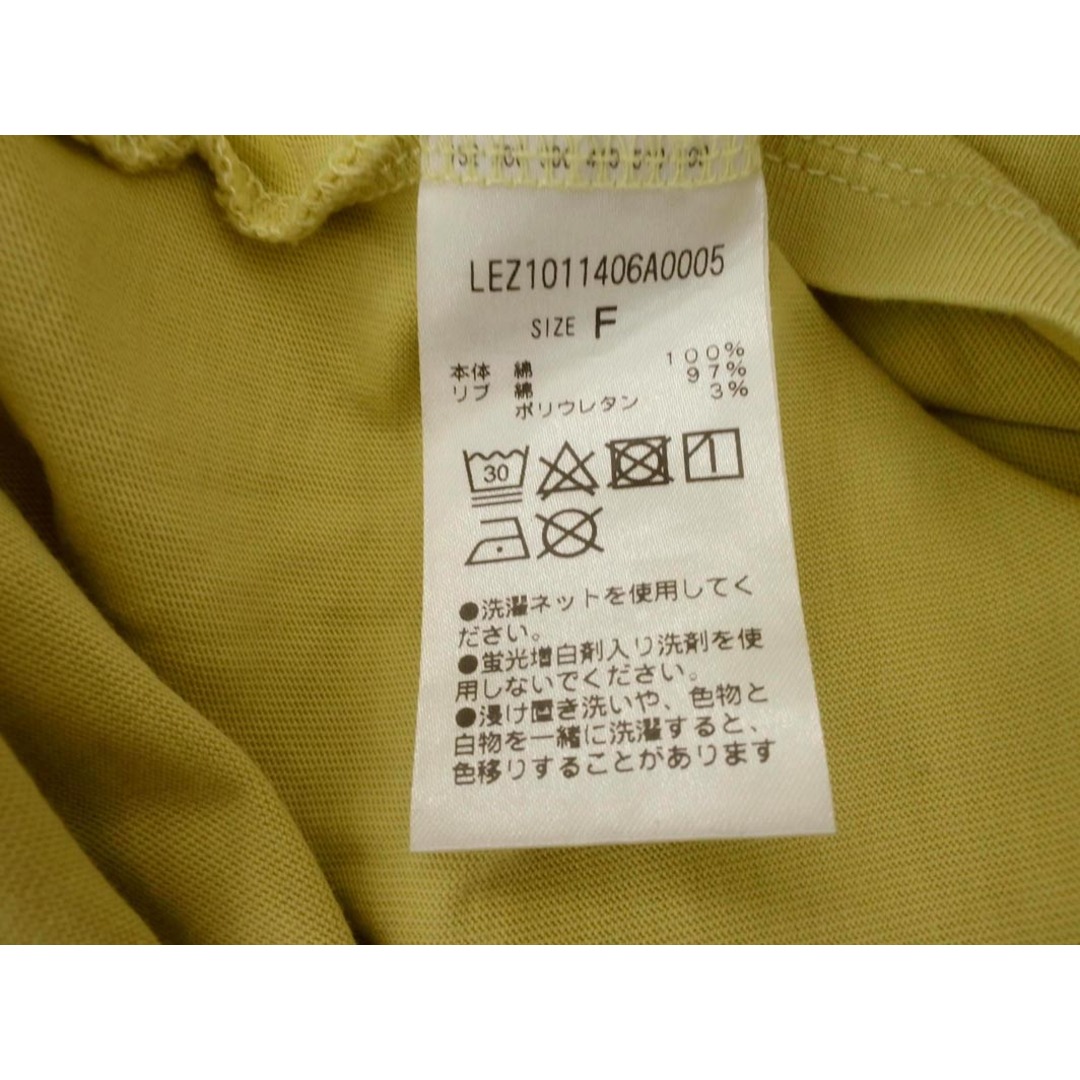 LEZ1011406A0005
SIZE F
本体 綿 100%
リブ 綿 97%
ポリウレタン 3%
30
●洗濯ネットを使用してく
ださい。
●蛍光増白剤入り洗剤を使
用しないでください。
●浸け置き洗いや、色物と
白物を一緒に洗濯すると、
色移りすることがあります